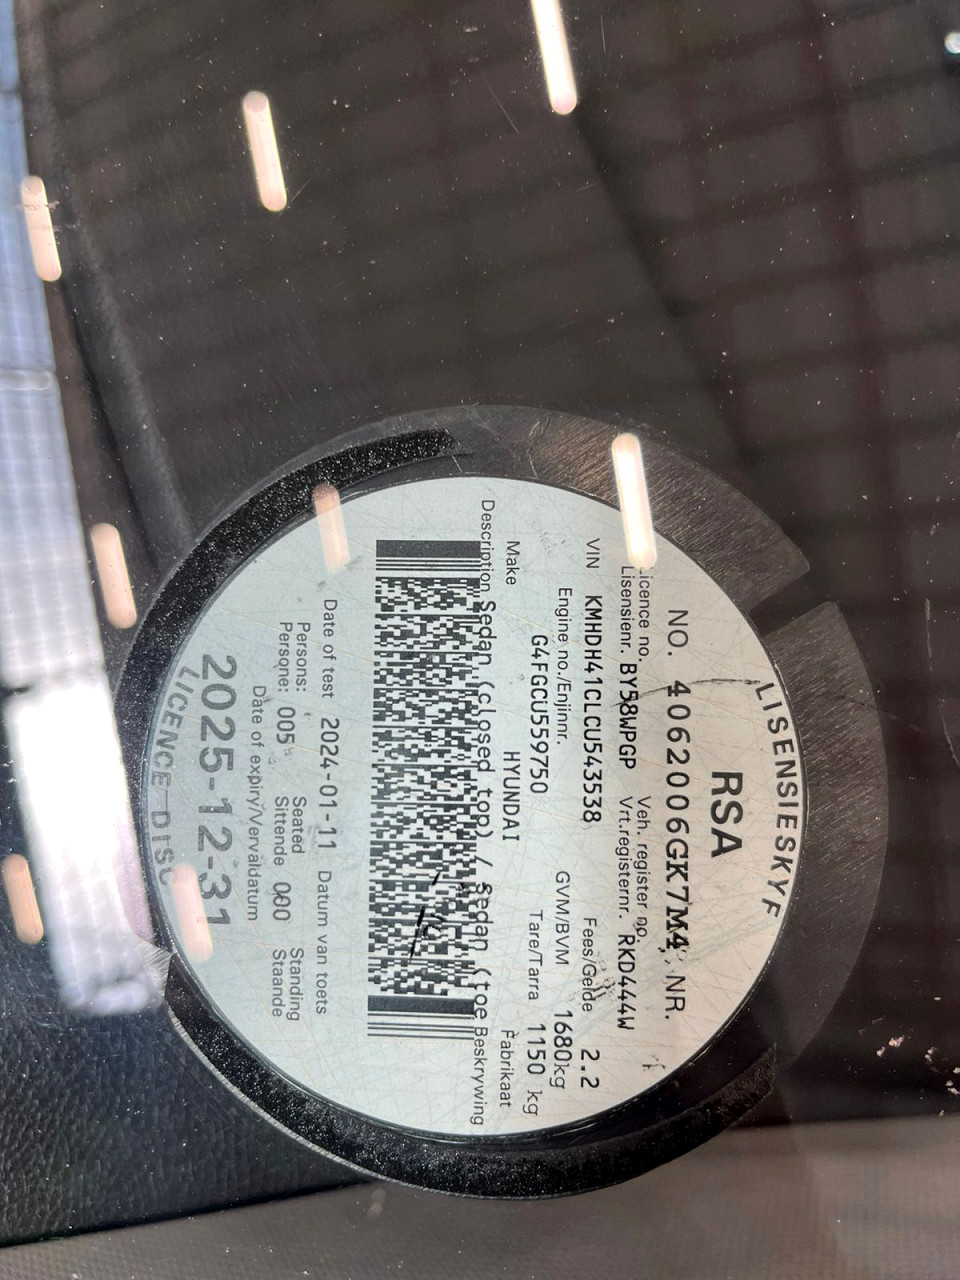 LISENSIESKYF
RSA
NO. 4062006GK7M4 NR.
Licence no. Veh. register no.
Lisensienr. BY58WPGP Vrt.registernr. RKD444W
VIN KMHDH41CLCU543538 Fees/Gelde 2.2
Engine no./Enjinnr. GVM/BVM 1680kg
G4FGCU559750 Tare/Tarra 1150 kg
Make HYUNDAI Fabrikaat
Description Sedan (closed top) / Sedan (toe Beskrywing
Date of test 2024-01-11 Datum van toets
Persons: Seated Standing
Persone: 005 Sittende 000 Staande
Date of expiry/Vervaldatum
2025-12-31
LICENCE DISC